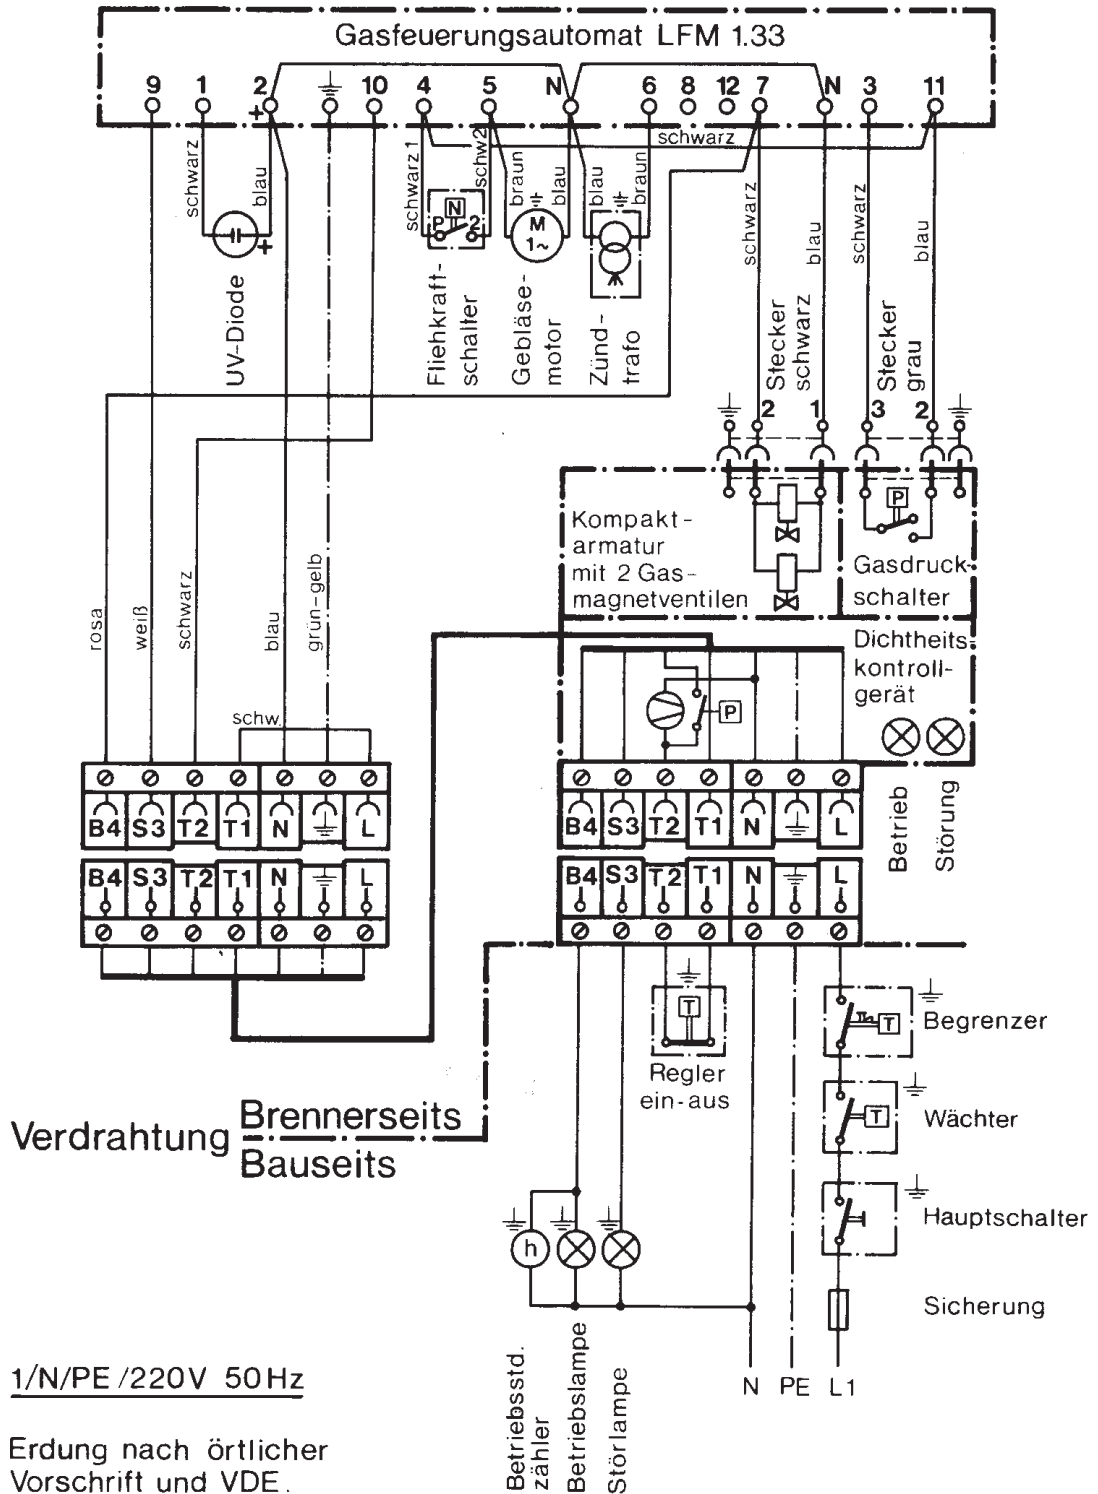 Gasfeuerungsautomat LFM 1.33
9 1 2 10 4 5 N 6 8 12 7 N 3 11
+
schwarz
schwarz
blau
+
schwarz1
schw2
braun
blau
blau
braun
schwarz
blau
schwarz
blau
N
P 2
M
1~
UV-Diode
Fliehkraft-
schalter
Gebläse-
motor
Zünd-
trafo
Stecker
schwarz
Stecker
grau
2 1 3 2
Kompakt-
armatur
mit 2 Gas-
magnetventilen
P
Gasdruck-
schalter
rosa
weiß
schwarz
blau
grün-gelb
schw.
Dichtheits-
kontroll-
gerät
P
Betrieb
Störung
B4 S3 T2 T1 N L
B4 S3 T2 T1 N L
B4 S3 T2 T1 N L
B4 S3 T2 T1 N L
T
Regler
ein-aus
T
Begrenzer
T
Wächter
Hauptschalter
Sicherung
Verdrahtung
Brennerseits
Bauseits
h
N PE L1
Betriebsstd.
zähler
Betriebslampe
Störlampe
1/N/PE/220V 50Hz
Erdung nach örtlicher
Vorschrift und VDE.